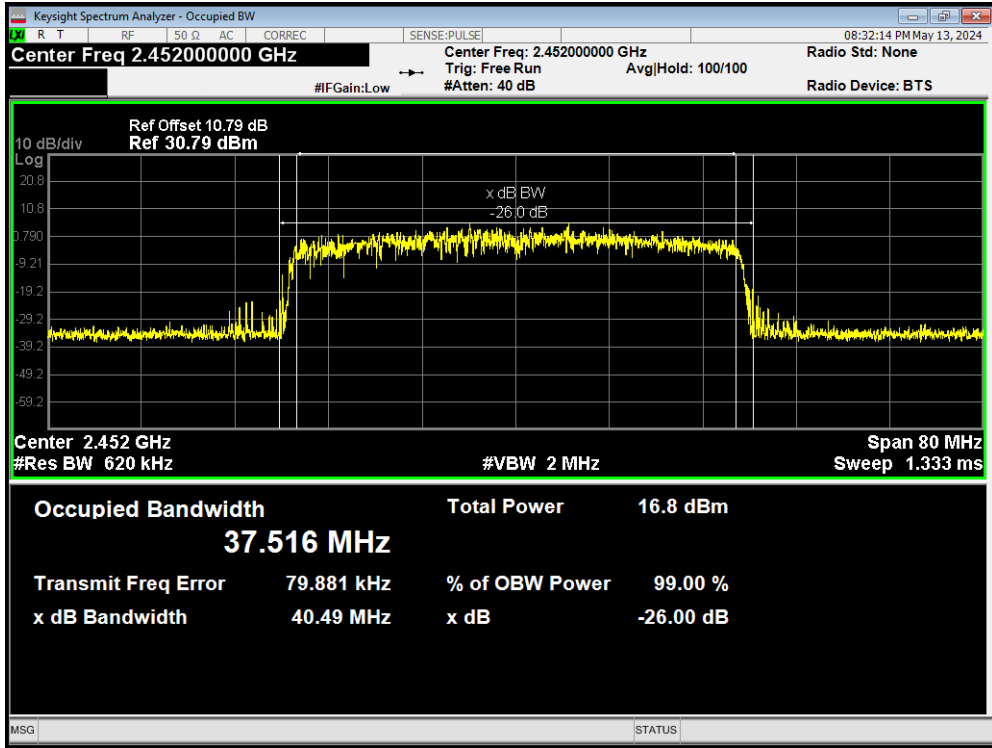 Keysight Spectrum Analyzer - Occupied BW
LXI R T RF 50 Ω AC CORREC SENSE:PULSE 08:32:14 PM May 13, 2024
Center Freq 2.452000000 GHz Center Freq: 2.452000000 GHz Radio Std: None
Trig: Free Run Avg|Hold: 100/100
#IFGain:Low #Atten: 40 dB Radio Device: BTS
Ref Offset 10.79 dB
10 dB/div Ref 30.79 dBm
Log
20.8
10.8
0.790
-9.21
-19.2
-29.2
-39.2
-49.2
-59.2
x dB BW
-26.0 dB
Center 2.452 GHz Span 80 MHz
#Res BW 620 kHz #VBW 2 MHz Sweep 1.333 ms
Occupied Bandwidth Total Power 16.8 dBm
37.516 MHz
Transmit Freq Error 79.881 kHz % of OBW Power 99.00 %
x dB Bandwidth 40.49 MHz x dB -26.00 dB
MSG STATUS